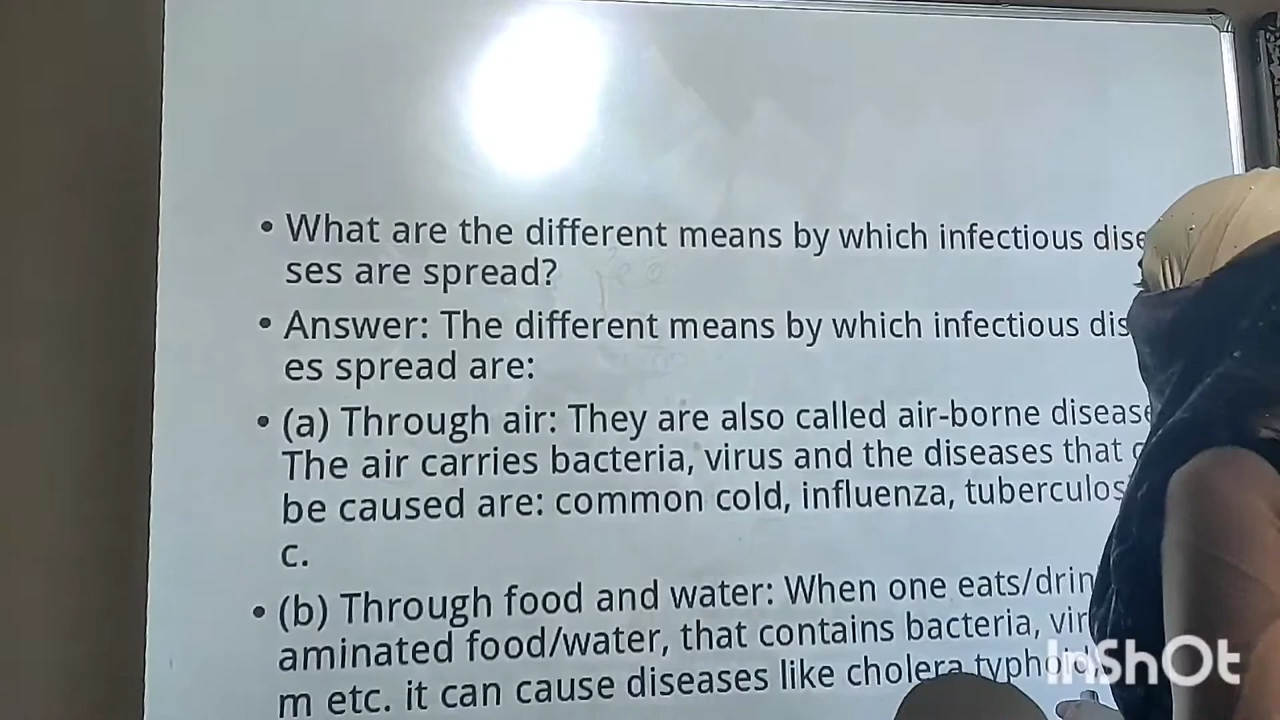 • What are the different means by which infectious dise
ses are spread?
• Answer: The different means by which infectious dis
es spread are:
• (a) Through air: They are also called air-borne disease
The air carries bacteria, virus and the diseases that c
be caused are: common cold, influenza, tuberculos
c.
• (b) Through food and water: When one eats/drin
aminated food/water, that contains bacteria, vir
m etc. it can cause diseases like cholera typhoid,
InShOt